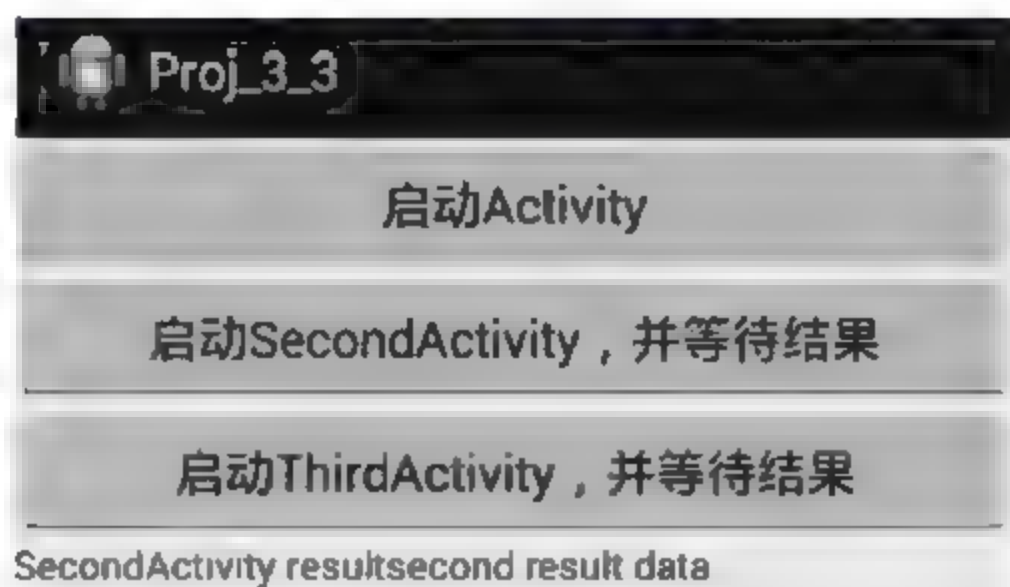 Proj_3_3
启动Activity
启动SecondActivity，并等待结果
启动ThirdActivity，并等待结果
SecondActivity resultsecond result data